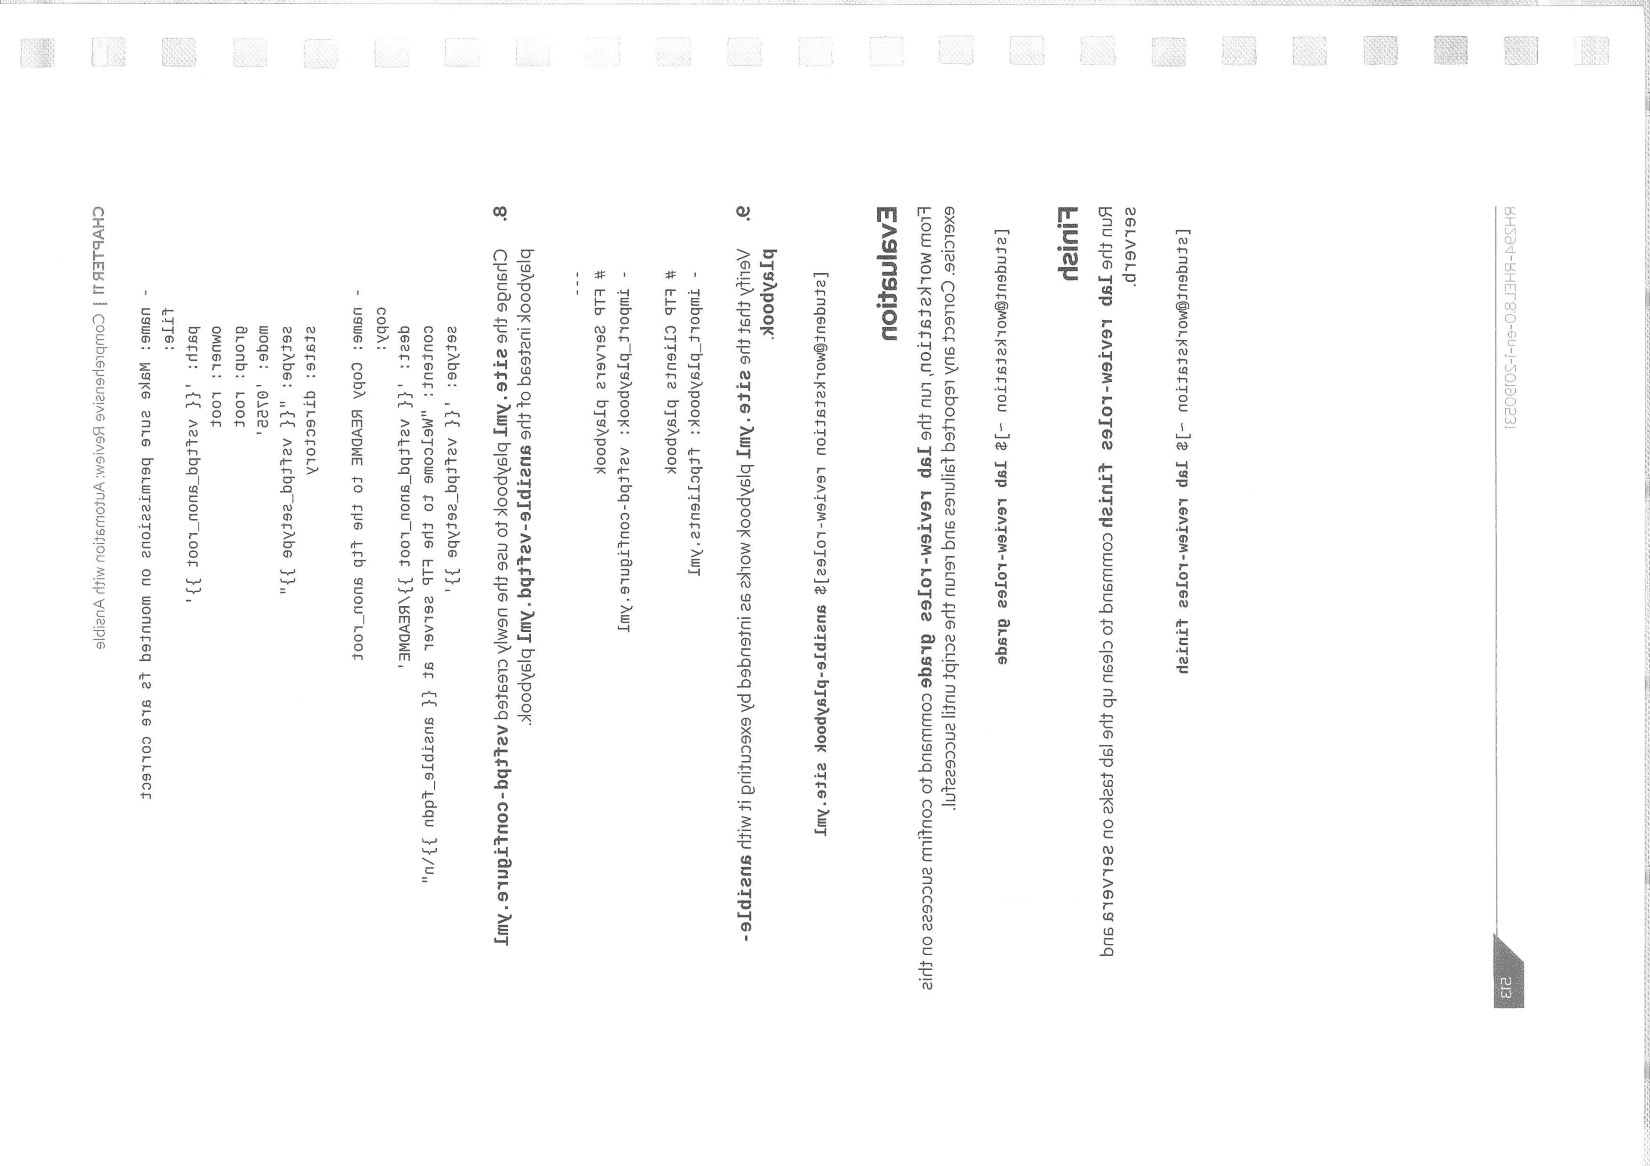 CHAPTER 11 | Comprehensive Review: Automation with Ansible
- name: Make sure permissions on mounted fs are correct
file:
path: '{{ vsftpd_anon_root }}'
owner: root
group: root
mode: '0755'
setype: "{{ vsftpd_setype }}"
state: directory
- name: Copy README to the ftp anon_root
copy:
dest: '{{ vsftpd_anon_root }}/README'
content: "Welcome to the FTP server at {{ ansible_fqdn }}\n"
setype: '{{ vsftpd_setype }}'
8. Change the site.yml playbook to use the newly created vsftpd-configure.yml
playbook instead of the ansible-vsftpd.yml playbook.
---
# FTP Servers playbook
- import_playbook: vsftpd-configure.yml
# FTP Clients playbook
- import_playbook: ftpclients.yml
9. Verify that the site.yml playbook works as intended by executing it with ansible-
playbook.
[student@workstation review-roles]$ ansible-playbook site.yml
Evaluation
From workstation, run the lab review-roles grade command to confirm success on this
exercise. Correct any reported failures and rerun the script until successful.
[student@workstation ~]$ lab review-roles grade
Finish
Run the lab review-roles finish command to clean up the lab tasks on servera and
serverb.
[student@workstation ~]$ lab review-roles finish
RH294-RHEL8.0-en-1-20190531
513